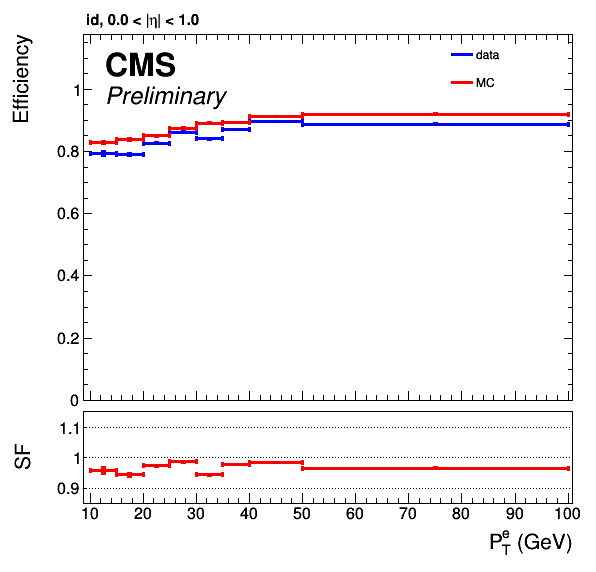 id, 0.0 < |η| < 1.0
CMS
Preliminary
data
MC
Efficiency
1
0.8
0.6
0.4
0.2
0
SF
1.1
1
0.9
10 20 30 40 50 60 70 80 90 100
P_T^e (GeV)